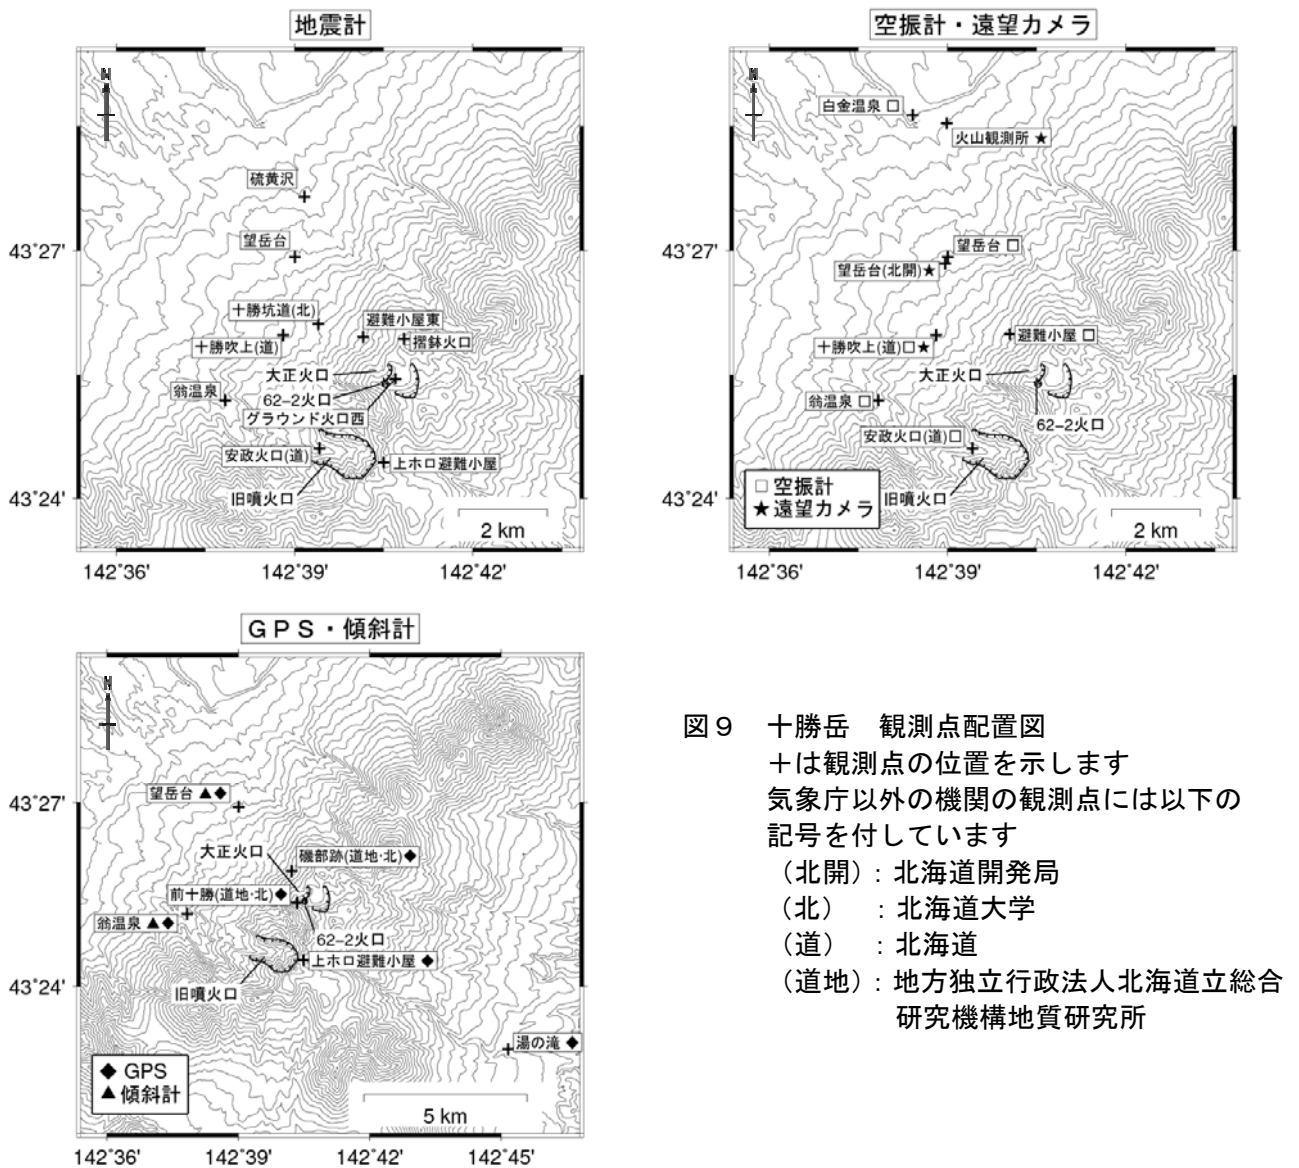 地震計
N
硫黄沢
望岳台
43°27'
十勝坑道(北)
避難小屋東
十勝吹上(道)
摺鉢火口
大正火口
翁温泉
62-2火口
グラウンド火口西
安政火口(道)
上ホロ避難小屋
旧噴火口
43°24'
2 km
142°36'
142°39'
142°42'
空振計・遠望カメラ
N
白金温泉 □
火山観測所 ★
望岳台 □
43°27'
望岳台(北開)★
避難小屋 □
十勝吹上(道)□★
大正火口
翁温泉 □
62-2火口
安政火口(道)□
旧噴火口
□ 空振計
★ 遠望カメラ
43°24'
2 km
142°36'
142°39'
142°42'
GPS・傾斜計
N
望岳台 ▲◆
43°27'
大正火口
磯部跡(道地・北)◆
前十勝(道地・北)◆
翁温泉 ▲◆
62-2火口
上ホロ避難小屋 ◆
旧噴火口
43°24'
湯の滝 ◆
◆ GPS
▲ 傾斜計
5 km
142°36'
142°39'
142°42'
142°45'
図9 十勝岳 観測点配置図
+は観測点の位置を示します
気象庁以外の機関の観測点には以下の
記号を付しています
(北開):北海道開発局
(北) :北海道大学
(道) :北海道
(道地):地方独立行政法人北海道立総合
研究機構地質研究所